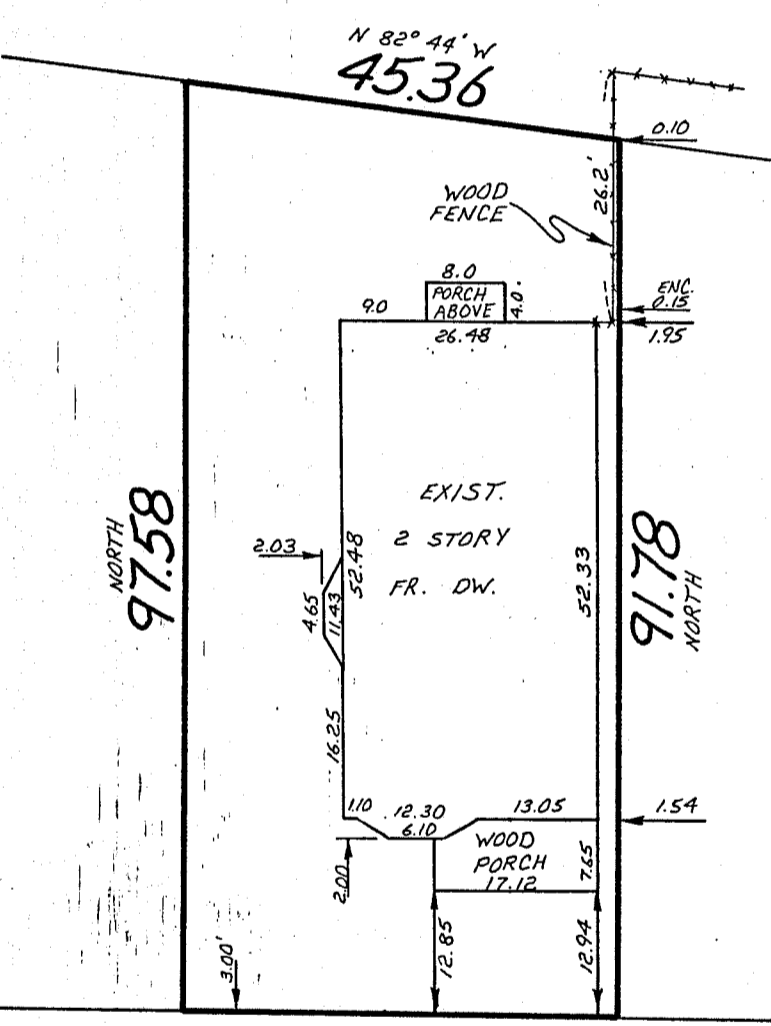 N 82° 44' W
45.36
0.10
26.2'
WOOD
FENCE
8.0
PORCH
ABOVE
4.0'
9.0
26.48
ENC.
0.15
1.95
EXIST.
2 STORY
FR. DW.
2.03
4.65
11.43
52.48
52.33
NORTH
97.58
91.78
NORTH
16.25
1.10
12.30
6.10
13.05
1.54
2.00
WOOD
PORCH
17.12
7.65
12.85
12.94
3.00'